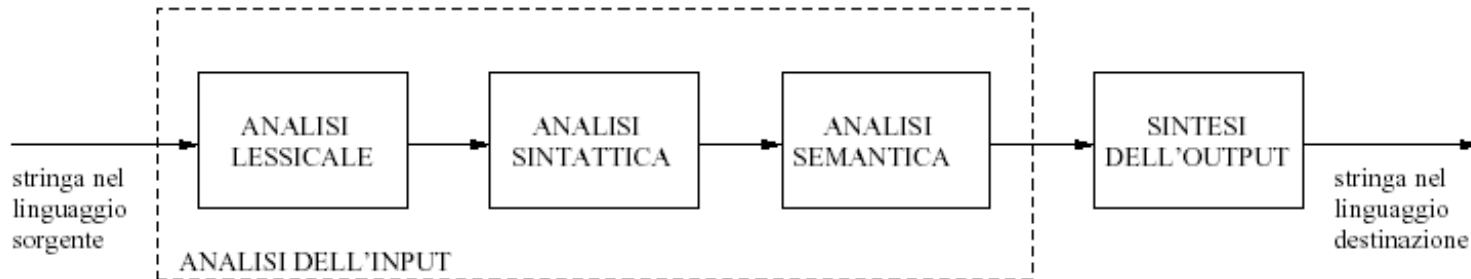 ANALISI
LESSICALE
ANALISI
SINTATTICA
ANALISI
SEMANTICA
SINTESI
DELL'OUTPUT
stringa nel
linguaggio
sorgente
stringa nel
linguaggio
destinazione
ANALISI DELL'INPUT